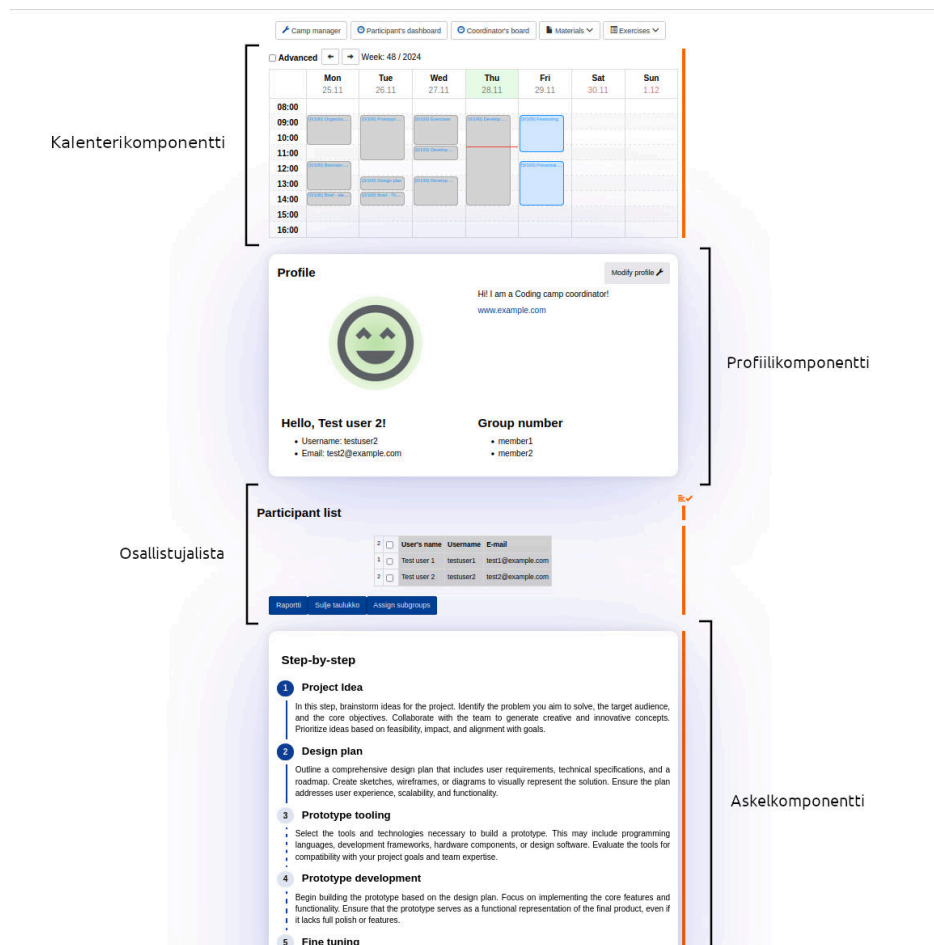 Camp manager
Participant's dashboard
Coordinator's board
Materials
Exercises
Advanced
Week: 48 / 2024
Mon Tue Wed Thu Fri Sat Sun
25.11 26.11 27.11 28.11 29.11 30.11 1.12
08:00
09:00
10:00
11:00
12:00
13:00
14:00
15:00
16:00
Kalenterikomponentti
Profile
Modify profile
Hi! I am a Coding camp coordinator!
www.example.com
Profiilikomponentti
Hello, Test user 2!
Username: testuser2
Email: test2@example.com
Group number
member1
member2
Participant list
Osallistujalista
2 User's name Username E-mail
1 Test user 1 testuser1 test1@example.com
2 Test user 2 testuser2 test2@example.com
Raportti
Sulje taulukko
Assign subgroups
Step-by-step
1 Project Idea
In this step, brainstorm ideas for the project. Identify the problem you aim to solve, the target audience,
and the core objectives. Collaborate with the team to generate creative and innovative concepts.
Prioritize ideas based on feasibility, impact, and alignment with goals.
2 Design plan
Outline a comprehensive design plan that includes user requirements, technical specifications, and a
roadmap. Create sketches, wireframes, or diagrams to visually represent the solution. Ensure the plan
addresses user experience, scalability, and functionality.
Askelkomponentti
3 Prototype tooling
Select the tools and technologies necessary to build a prototype. This may include programming
languages, development frameworks, hardware components, or design software. Evaluate the tools for
compatibility with your project goals and team expertise.
4 Prototype development
Begin building the prototype based on the design plan. Focus on implementing the core features and
functionality. Ensure that the prototype serves as a functional representation of the final product, even if
it lacks full polish or features.
5 Fine tuning